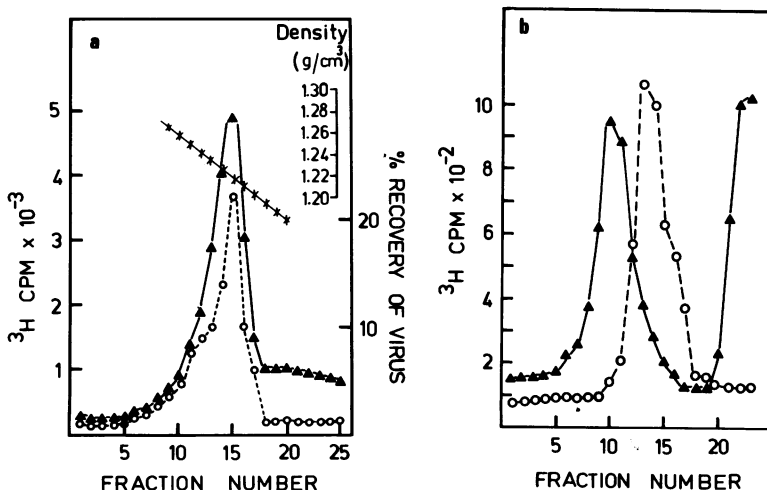 a
Density
(g/cm³)
1.30
1.28
1.26
1.24
1.22
1.20
5
4
3
2
1
³H CPM x 10⁻³
20
10
% RECOVERY OF VIRUS
5 10 15 20 25
FRACTION NUMBER
b
10
8
6
4
2
³H CPM x 10⁻²
5 10 15 20
FRACTION NUMBER